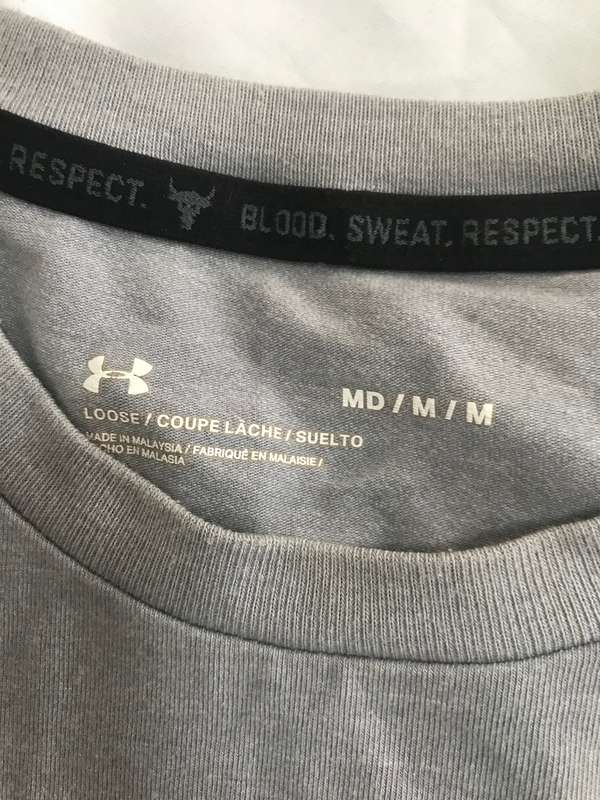 RESPECT. BLOOD. SWEAT. RESPECT.
MD / M / M
LOOSE / COUPE LÂCHE / SUELTO
MADE IN MALAYSIA / FABRIQUÉ EN MALAISIE /
HECHO EN MALASIA